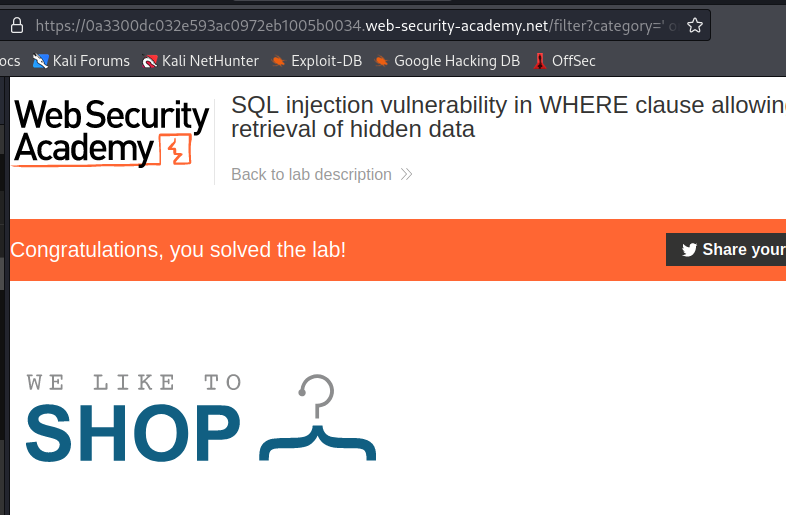 https://0a3300dc032e593ac0972eb1005b0034.web-security-academy.net/filter?category=' o
ocs Kali Forums Kali NetHunter Exploit-DB Google Hacking DB OffSec
Web Security
Academy
SQL injection vulnerability in WHERE clause allowing
retrieval of hidden data
Back to lab description
Congratulations, you solved the lab!
Share your
WE LIKE TO
SHOP